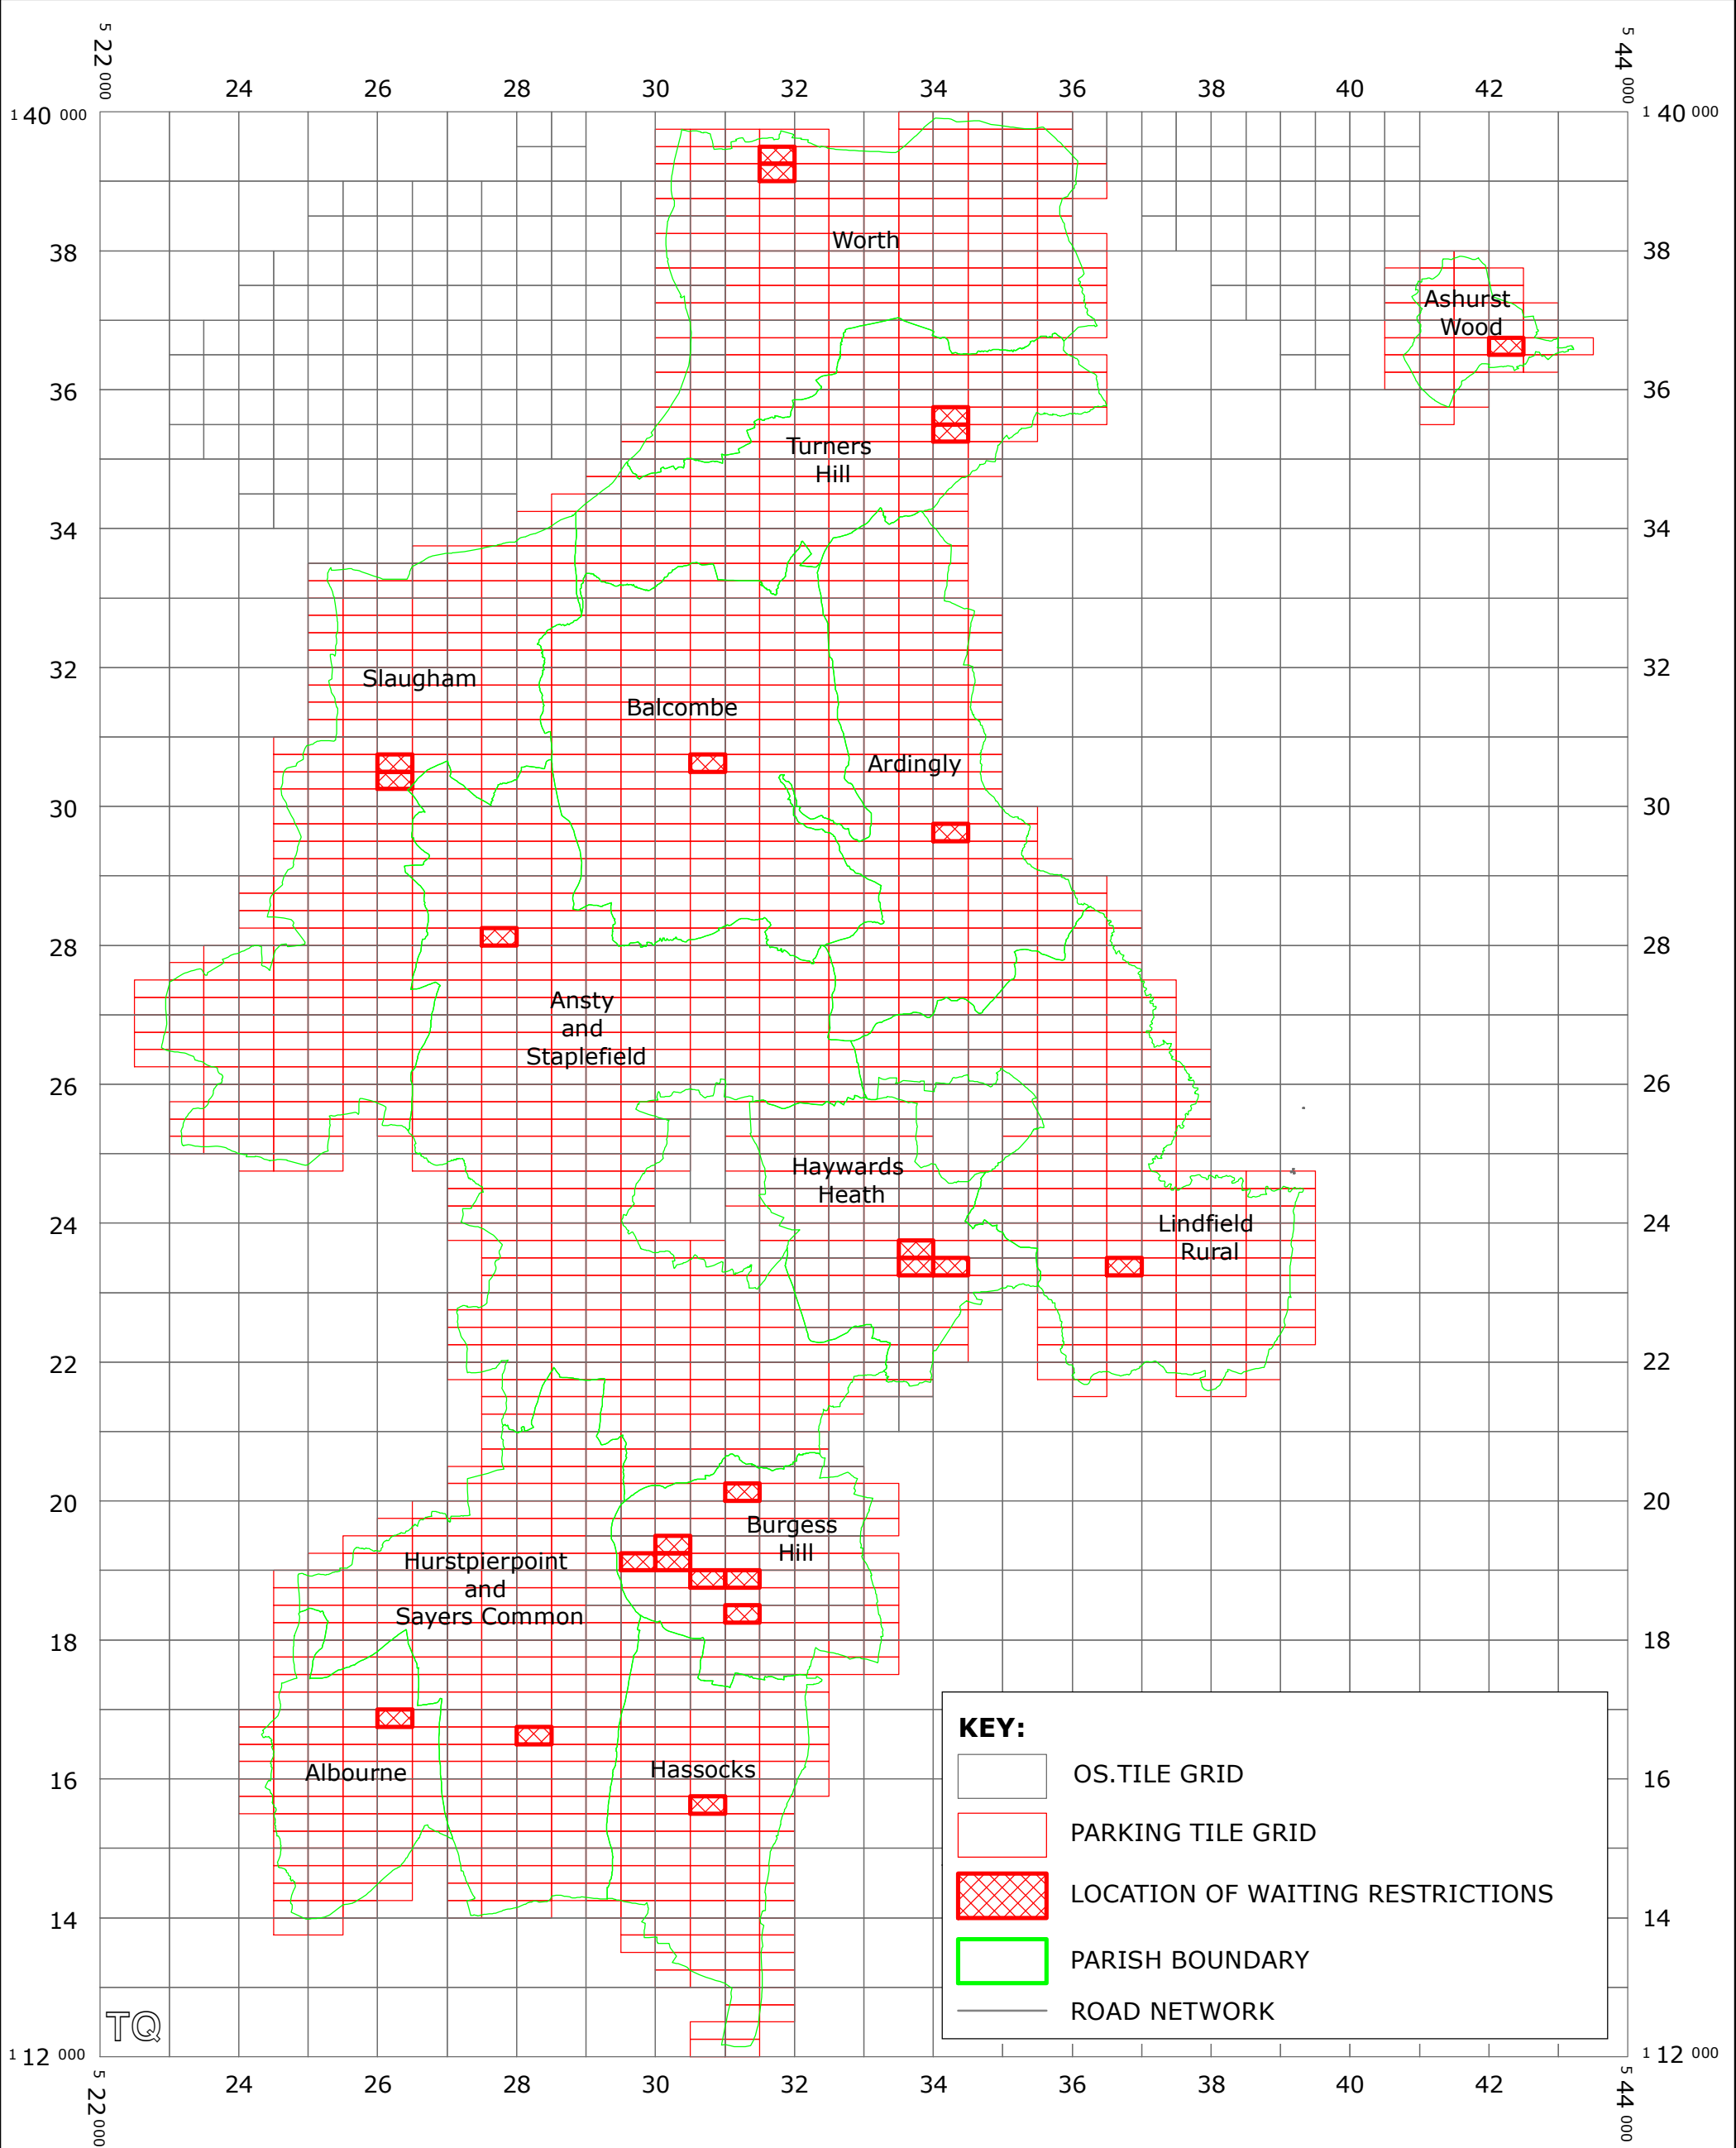 5 22 000
5 44 000
24 26 28 30 32 34 36 38 40 42
1 40 000
1 40 000
Worth
38
38
Ashurst
Wood
36
36
Turners
Hill
34
34
32
32
Slaugham
Balcombe
Ardingly
30
30
28
28
Ansty
and
Staplefield
26
26
Haywards
Heath
24
24
Lindfield
Rural
22
22
20
20
Burgess
Hill
Hurstpierpoint
and
Sayers Common
18
18
KEY:
Hassocks
Albourne
16
16
OS.TILE GRID
PARKING TILE GRID
LOCATION OF WAITING RESTRICTIONS
14
14
PARISH BOUNDARY
ROAD NETWORK
TQ
1 12 000
1 12 000
24 26 28 30 32 34 36 38 40 42
5 22 000
5 44 000